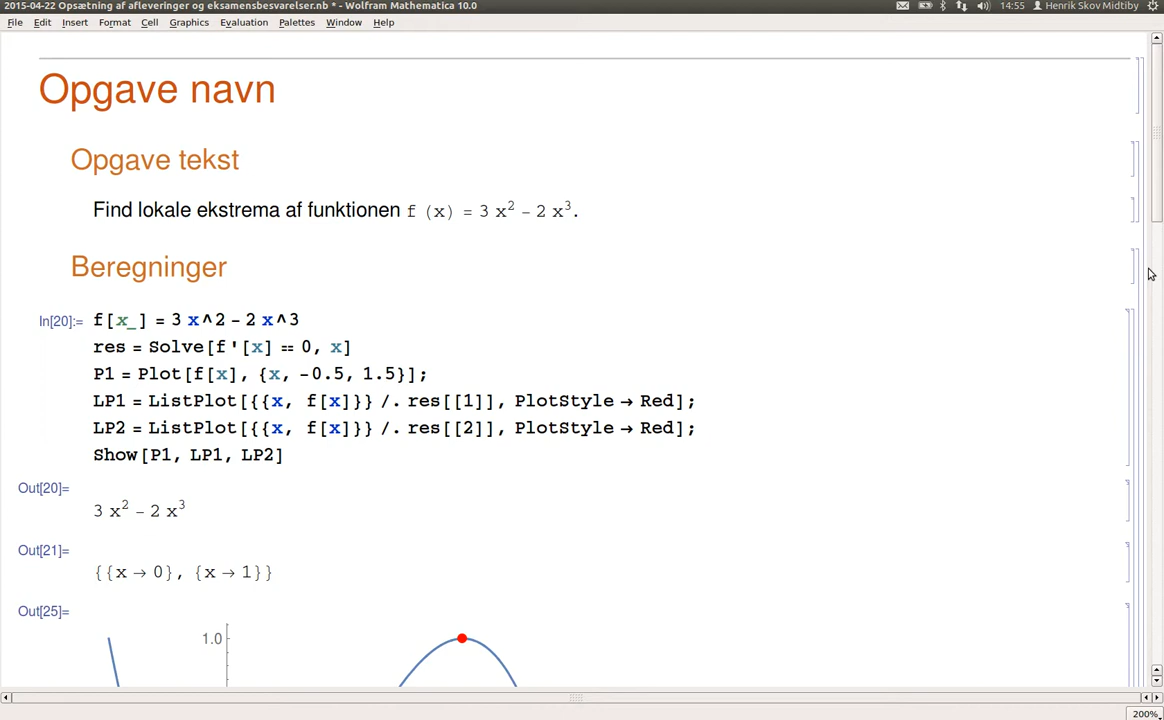 2015-04-22 Opsætning af afleveringer og eksamensbesvarelser.nb * - Wolfram Mathematica 10.0
14:55 Henrik Skov Midtiby
File Edit Insert Format Cell Graphics Evaluation Palettes Window Help
Opgave navn
Opgave tekst
Find lokale ekstrema af funktionen f (x) = 3 x² - 2 x³.
Beregninger
In[20]:= f[x_] = 3 x^2 - 2 x^3
res = Solve[f'[x] == 0, x]
P1 = Plot[f[x], {x, -0.5, 1.5}];
LP1 = ListPlot[{{x, f[x]}} /. res[[1]], PlotStyle → Red];
LP2 = ListPlot[{{x, f[x]}} /. res[[2]], PlotStyle → Red];
Show[P1, LP1, LP2]
Out[20]=
3 x² - 2 x³
Out[21]=
{{x → 0}, {x → 1}}
Out[25]=
1.0
200%